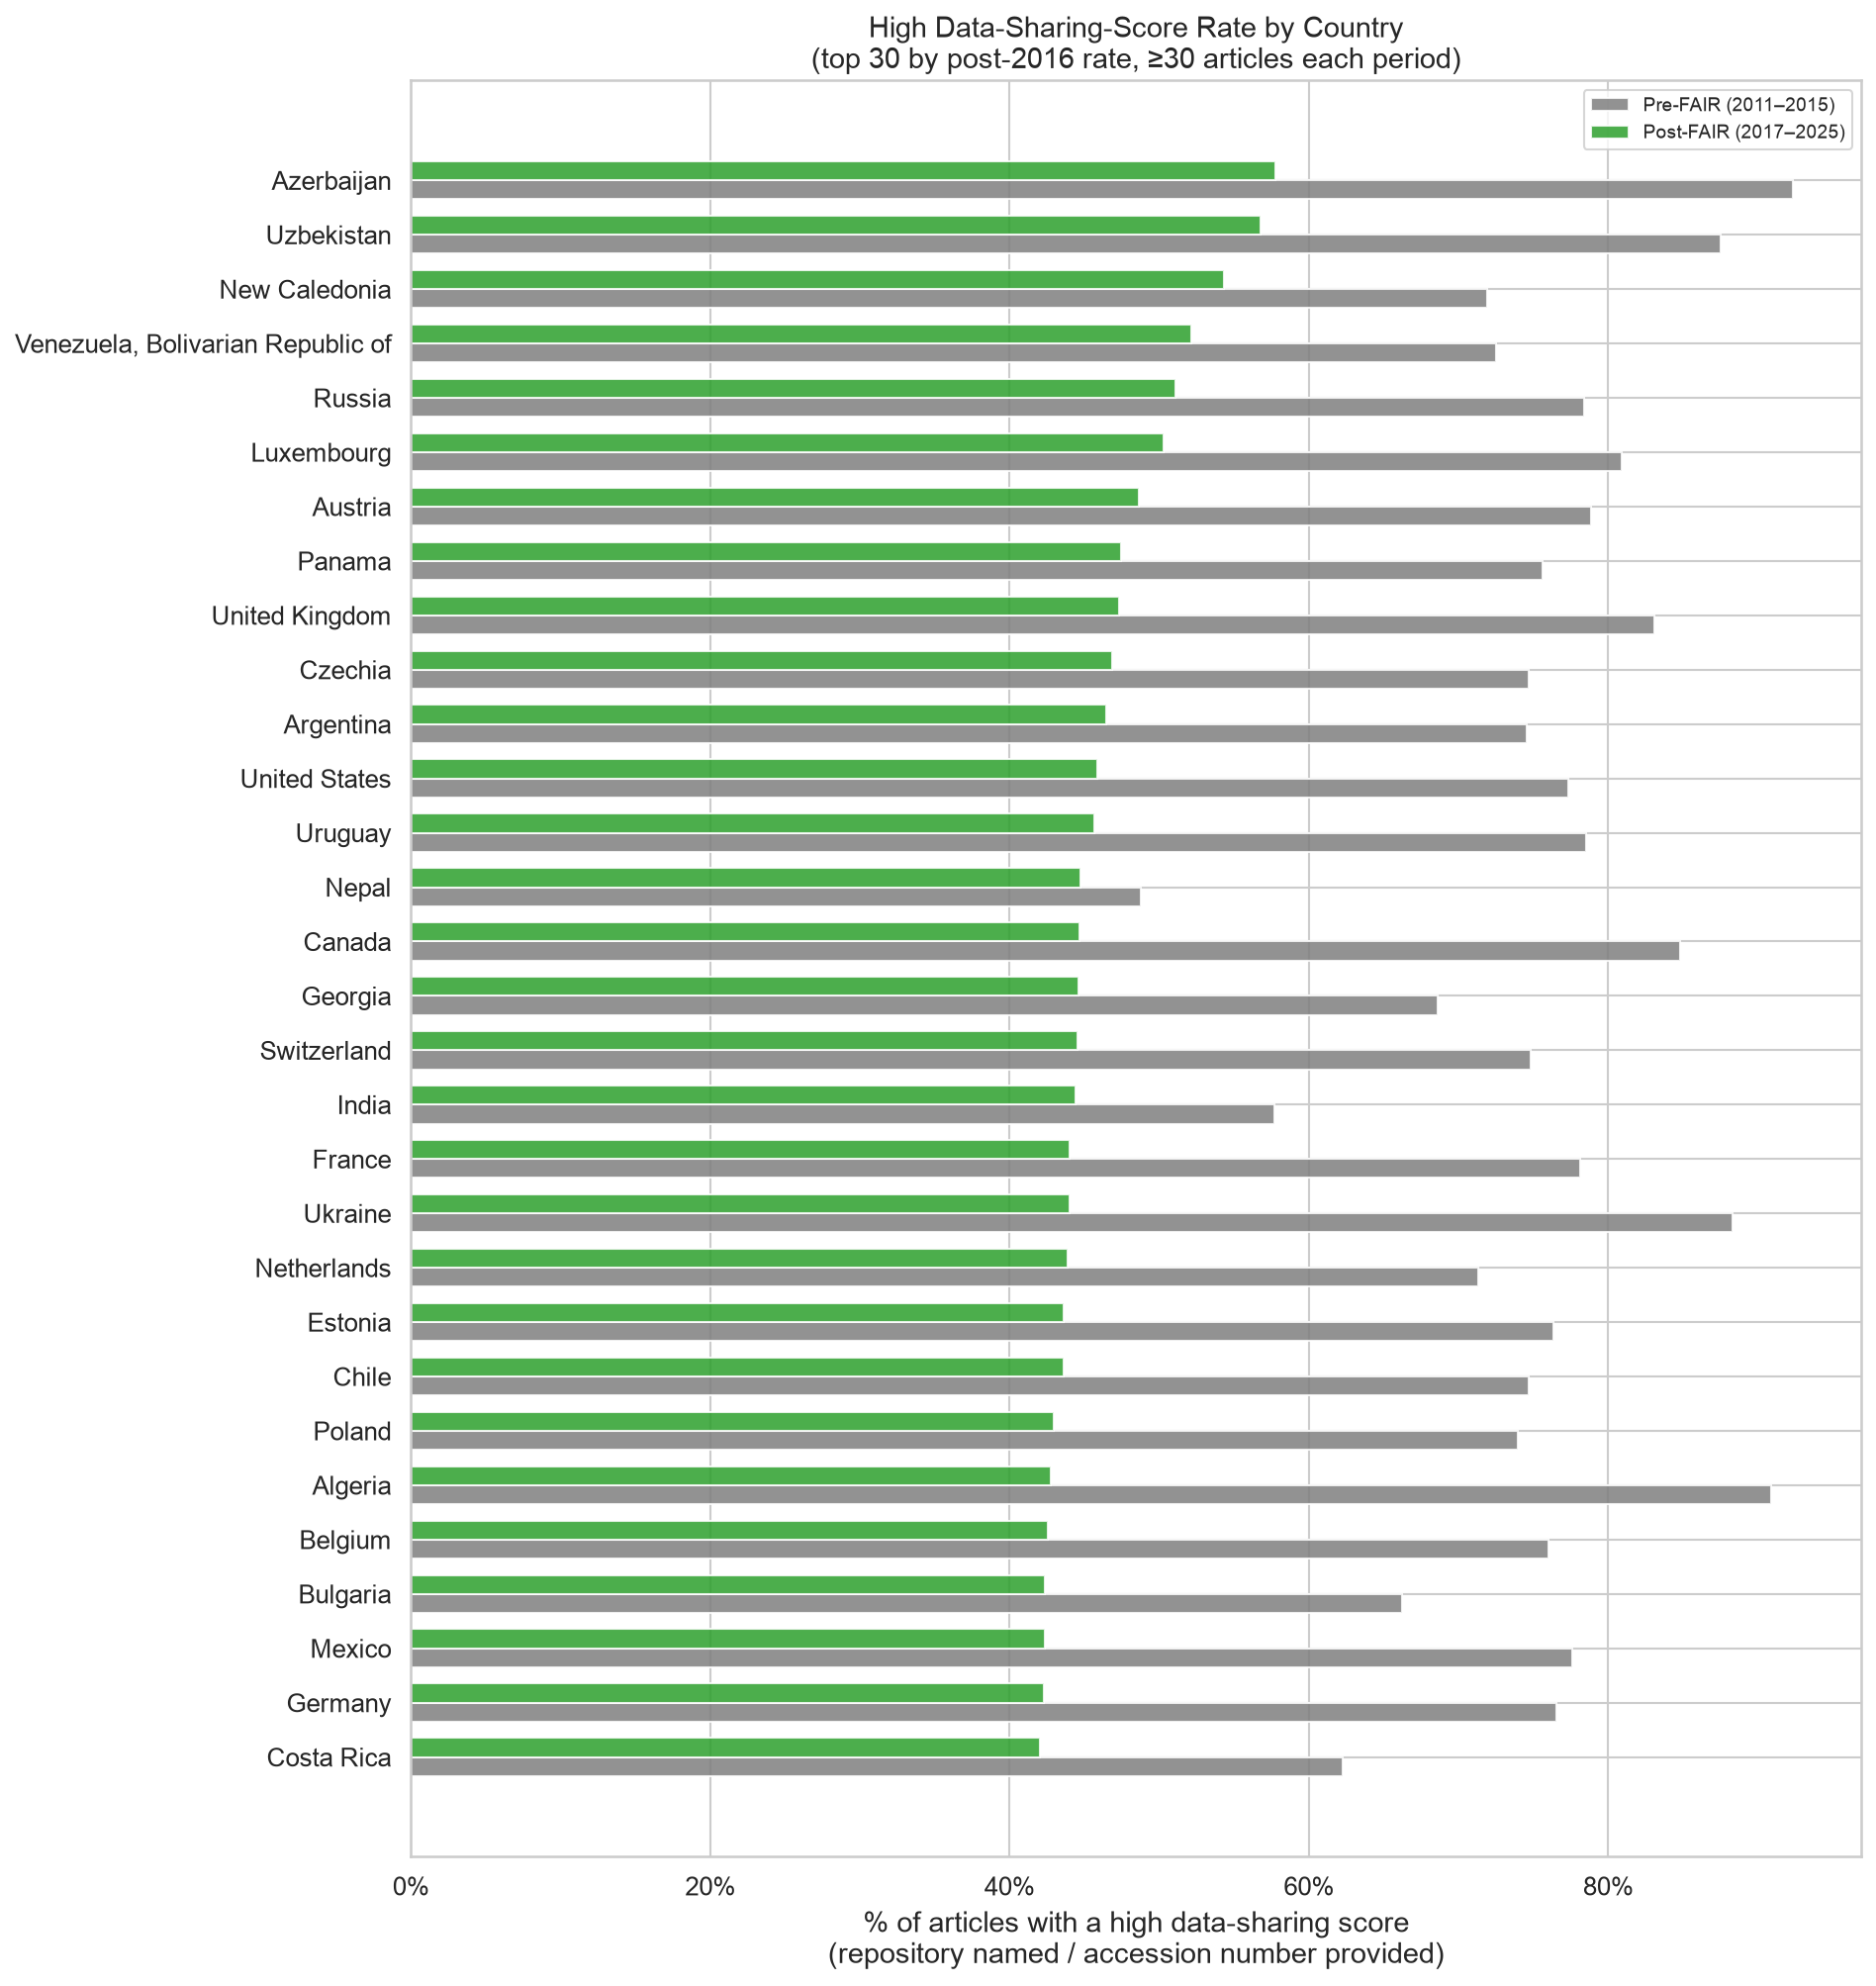 High Data-Sharing-Score Rate by Country
(top 30 by post-2016 rate, ≥30 articles each period)
Pre-FAIR (2011–2015)
Post-FAIR (2017–2025)
Azerbaijan
Uzbekistan
New Caledonia
Venezuela, Bolivarian Republic of
Russia
Luxembourg
Austria
Panama
United Kingdom
Czechia
Argentina
United States
Uruguay
Nepal
Canada
Georgia
Switzerland
India
France
Ukraine
Netherlands
Estonia
Chile
Poland
Algeria
Belgium
Bulgaria
Mexico
Germany
Costa Rica
0% 20% 40% 60% 80%
% of articles with a high data-sharing score
(repository named / accession number provided)